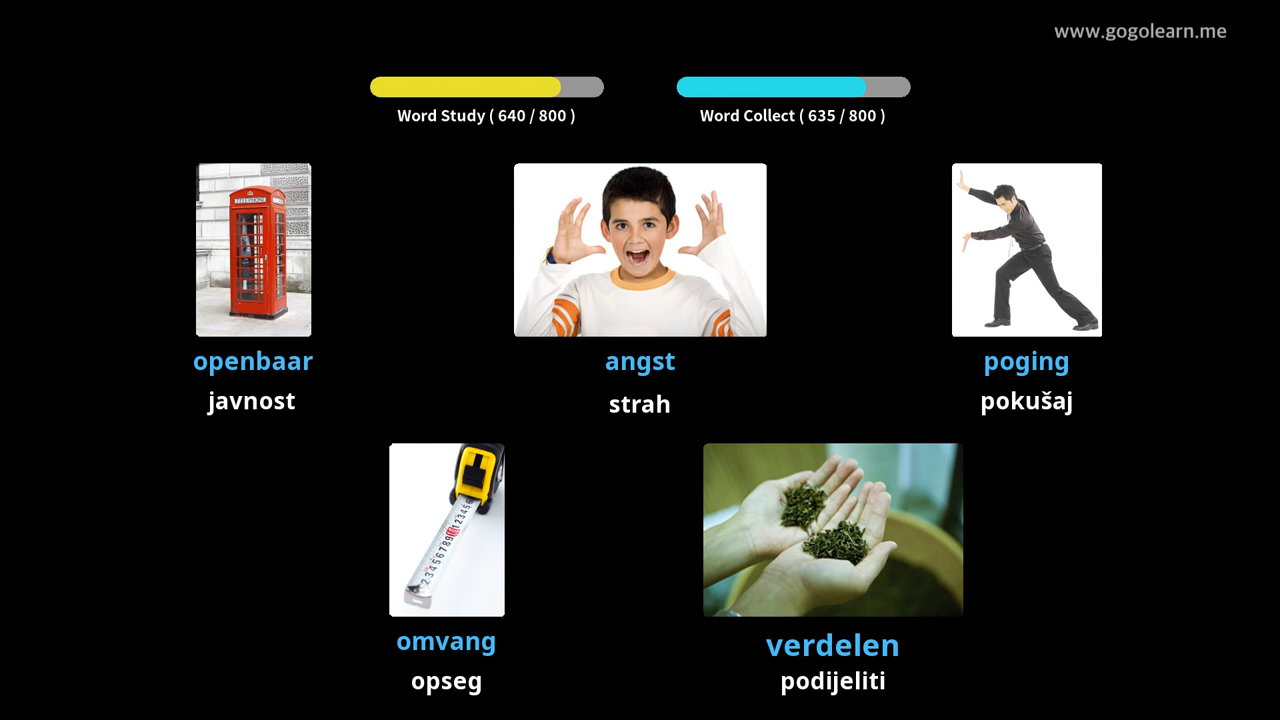 www.gogolearn.me
Word Study ( 640 / 800 )
Word Collect ( 635 / 800 )
TELEPHONE
openbaar
javnost
angst
strah
poging
pokušaj
omvang
opseg
verdelen
podijeliti